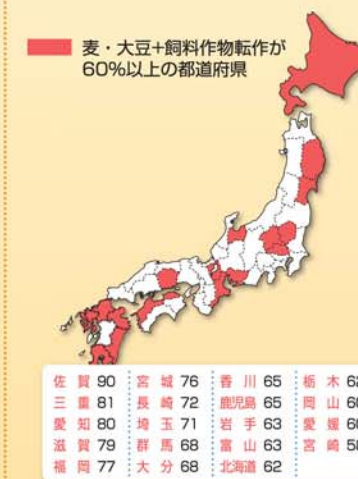 麦・大豆+飼料作物転作が
60%以上の都道府県
佐賀 90 宮城 76 香川 65 栃木
三重 81 長崎 72 鹿児島 65 岡山
愛知 80 埼玉 71 岩手 63 愛媛
滋賀 79 群馬 68 富山 63 宮崎
福岡 77 大分 68 北海道 62